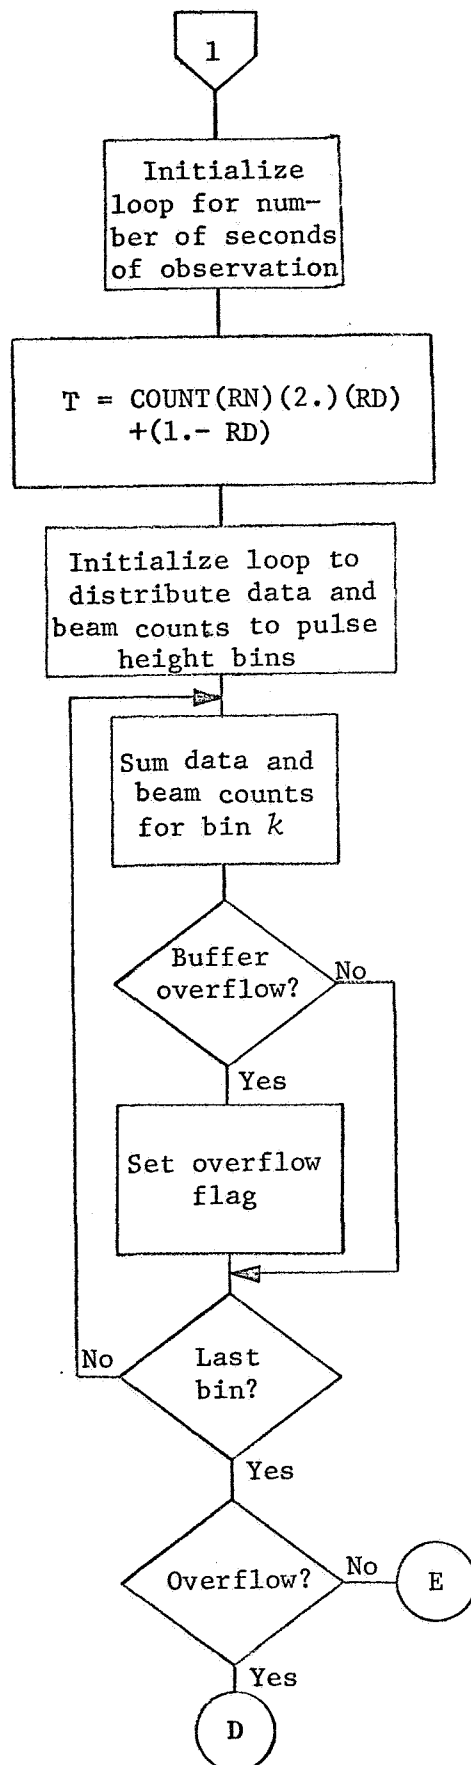 1
Initialize
loop for num-
ber of seconds
of observation
T = COUNT(RN)(2.)(RD)
+(1.- RD)
Initialize loop to
distribute data and
beam counts to pulse
height bins
Sum data and
beam counts
for bin k
Buffer
overflow?
No
Yes
Set overflow
flag
Last
bin?
No
Yes
Overflow?
No
E
Yes
D